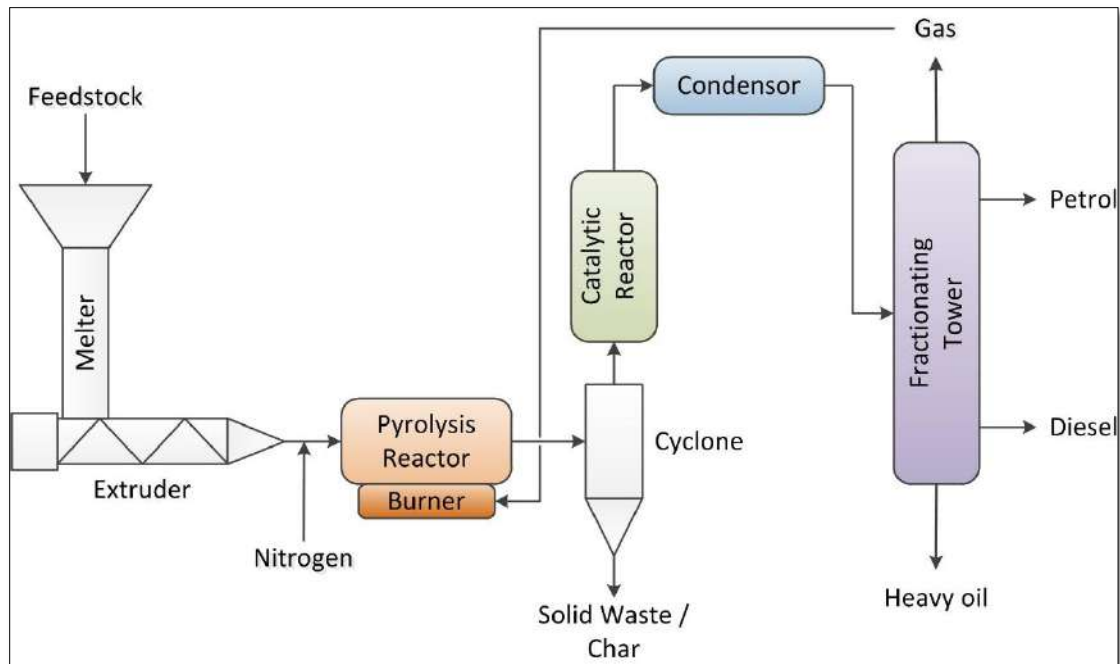 Feedstock
Melter
Extruder
Nitrogen
Pyrolysis
Reactor
Burner
Cyclone
Solid Waste /
Char
Catalytic
Reactor
Condensor
Gas
Fractionating
Tower
Petrol
Diesel
Heavy oil